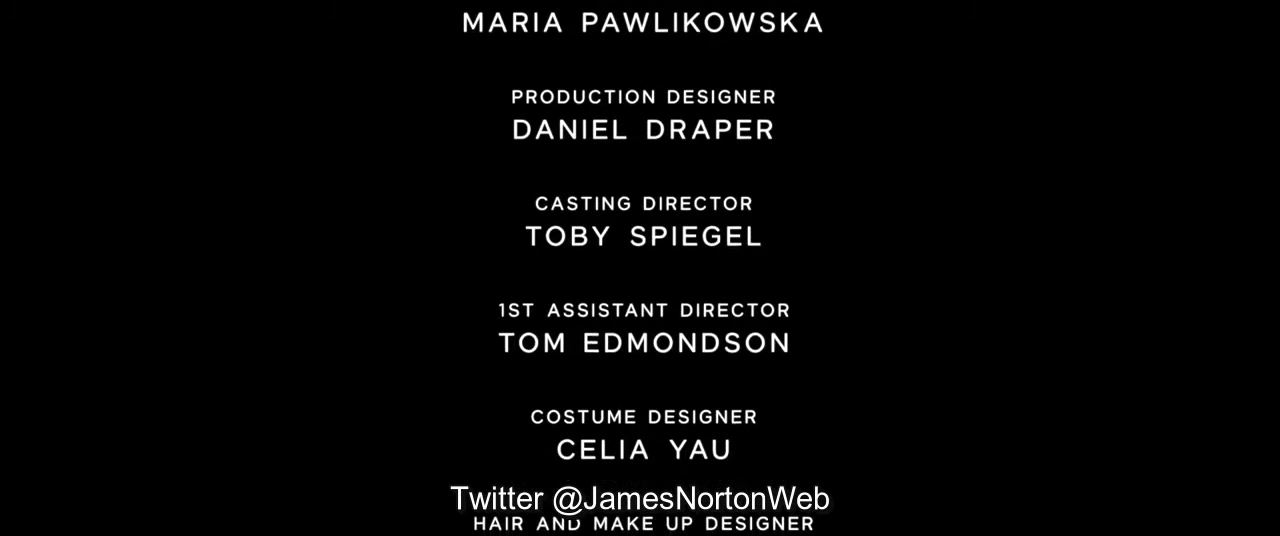 MARIA PAWLIKOWSKA
PRODUCTION DESIGNER
DANIEL DRAPER
CASTING DIRECTOR
TOBY SPIEGEL
1ST ASSISTANT DIRECTOR
TOM EDMONDSON
COSTUME DESIGNER
CELIA YAU
Twitter @JamesNortonWeb
HAIR AND MAKE UP DESIGNER